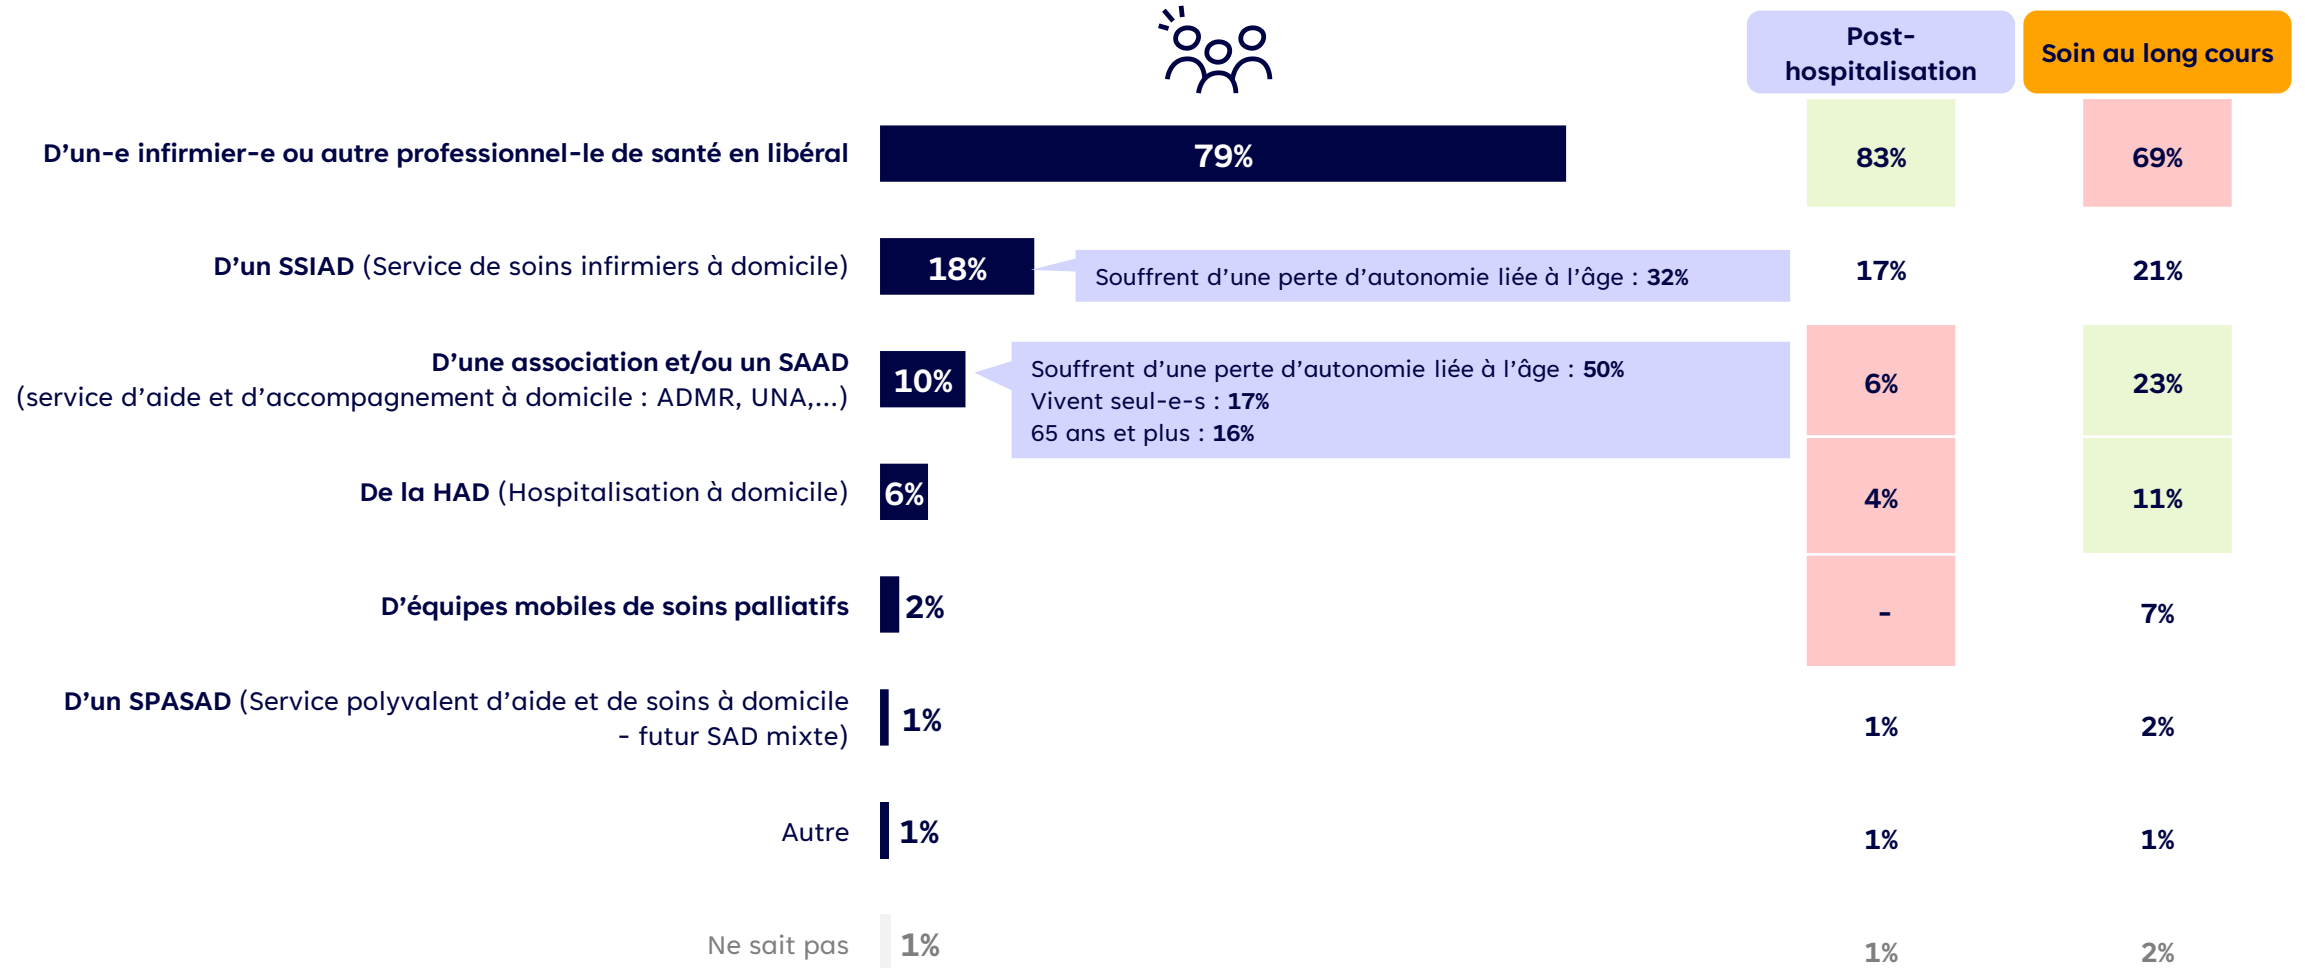 Post-
hospitalisation
Soin au long cours
D’un-e infirmier-e ou autre professionnel-le de santé en libéral
79%
83%
69%
D’un SSIAD (Service de soins infirmiers à domicile)
18%
Souffrent d’une perte d’autonomie liée à l’âge : 32%
17%
21%
D’une association et/ou un SAAD
(service d’aide et d’accompagnement à domicile : ADMR, UNA,...)
10%
Souffrent d’une perte d’autonomie liée à l’âge : 50%
Vivent seul-e-s : 17%
65 ans et plus : 16%
6%
23%
De la HAD (Hospitalisation à domicile)
6%
4%
11%
D’équipes mobiles de soins palliatifs
2%
-
7%
D’un SPASAD (Service polyvalent d’aide et de soins à domicile
- futur SAD mixte)
1%
1%
2%
Autre
1%
1%
1%
Ne sait pas
1%
1%
2%